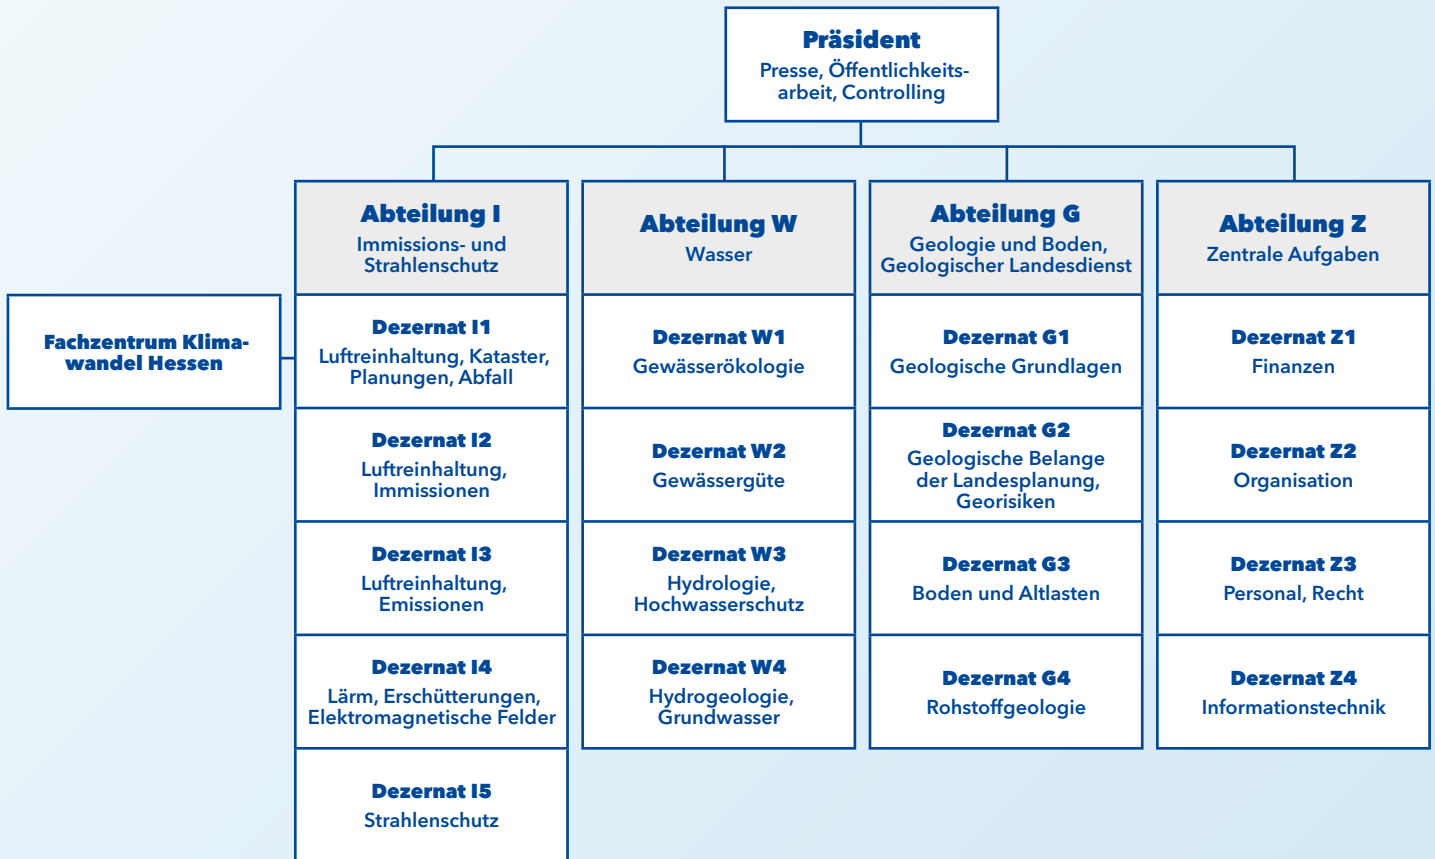 Präsident
Presse, Öffentlichkeits-
arbeit, Controlling
Abteilung I
Immissions- und
Strahlenschutz
Abteilung W
Wasser
Abteilung G
Geologie und Boden,
Geologischer Landesdienst
Abteilung Z
Zentrale Aufgaben
Fachzentrum Klima-
wandel Hessen
Dezernat I1
Luftreinhaltung, Kataster,
Planungen, Abfall
Dezernat W1
Gewässerökologie
Dezernat G1
Geologische Grundlagen
Dezernat Z1
Finanzen
Dezernat I2
Luftreinhaltung,
Immissionen
Dezernat W2
Gewässergüte
Dezernat G2
Geologische Belange
der Landesplanung,
Georisiken
Dezernat Z2
Organisation
Dezernat I3
Luftreinhaltung,
Emissionen
Dezernat W3
Hydrologie,
Hochwasserschutz
Dezernat G3
Boden und Altlasten
Dezernat Z3
Personal, Recht
Dezernat I4
Lärm, Erschütterungen,
Elektromagnetische Felder
Dezernat W4
Hydrogeologie,
Grundwasser
Dezernat G4
Rohstoffgeologie
Dezernat Z4
Informationstechnik
Dezernat I5
Strahlenschutz